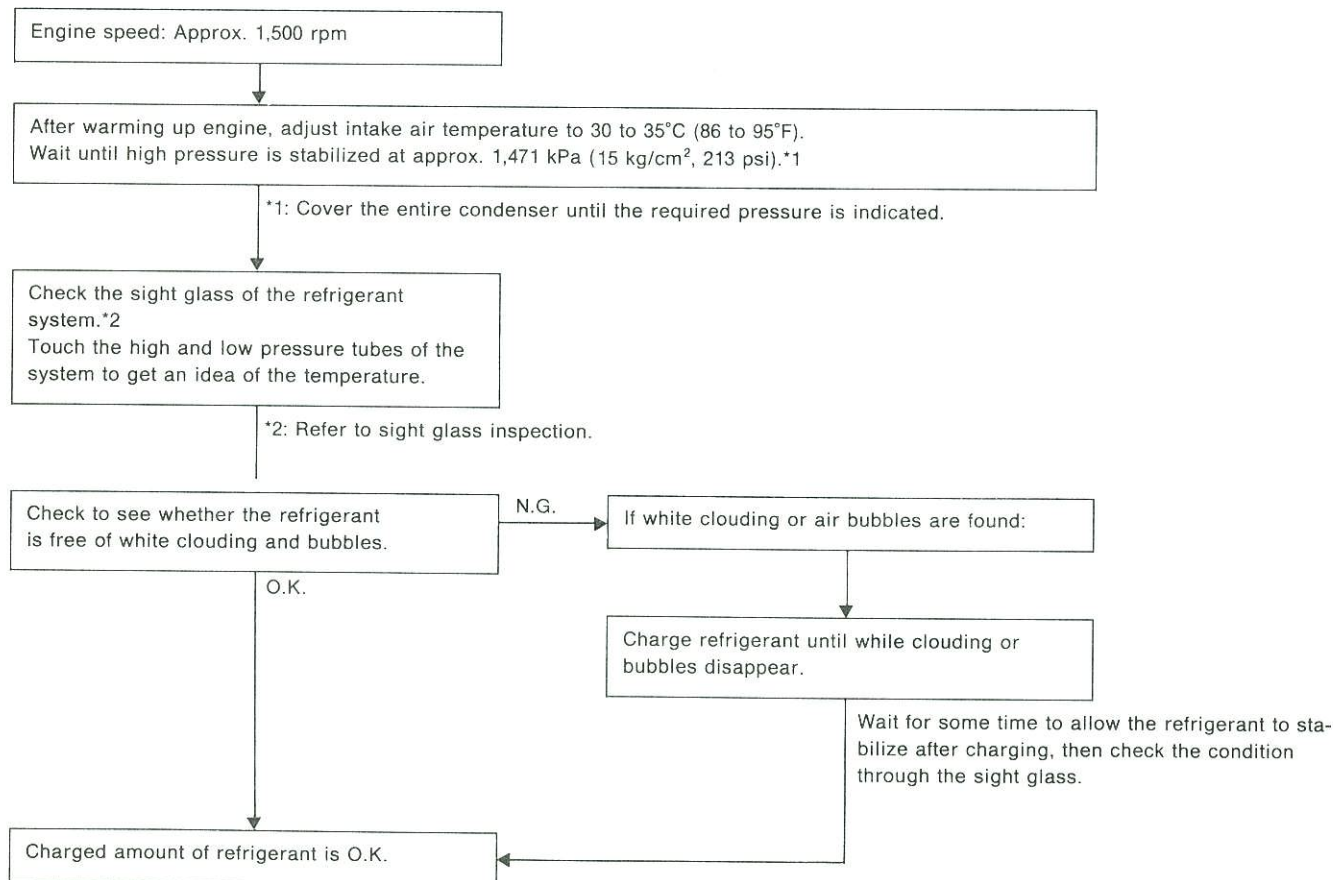 Engine speed: Approx. 1,500 rpm
After warming up engine, adjust intake air temperature to 30 to 35°C (86 to 95°F).
Wait until high pressure is stabilized at approx. 1,471 kPa (15 kg/cm², 213 psi).*1
*1: Cover the entire condenser until the required pressure is indicated.
Check the sight glass of the refrigerant
system.*2
Touch the high and low pressure tubes of the
system to get an idea of the temperature.
*2: Refer to sight glass inspection.
Check to see whether the refrigerant
is free of white clouding and bubbles.
N.G.
If white clouding or air bubbles are found:
O.K.
Charge refrigerant until while clouding or
bubbles disappear.
Wait for some time to allow the refrigerant to sta-
bilize after charging, then check the condition
through the sight glass.
Charged amount of refrigerant is O.K.